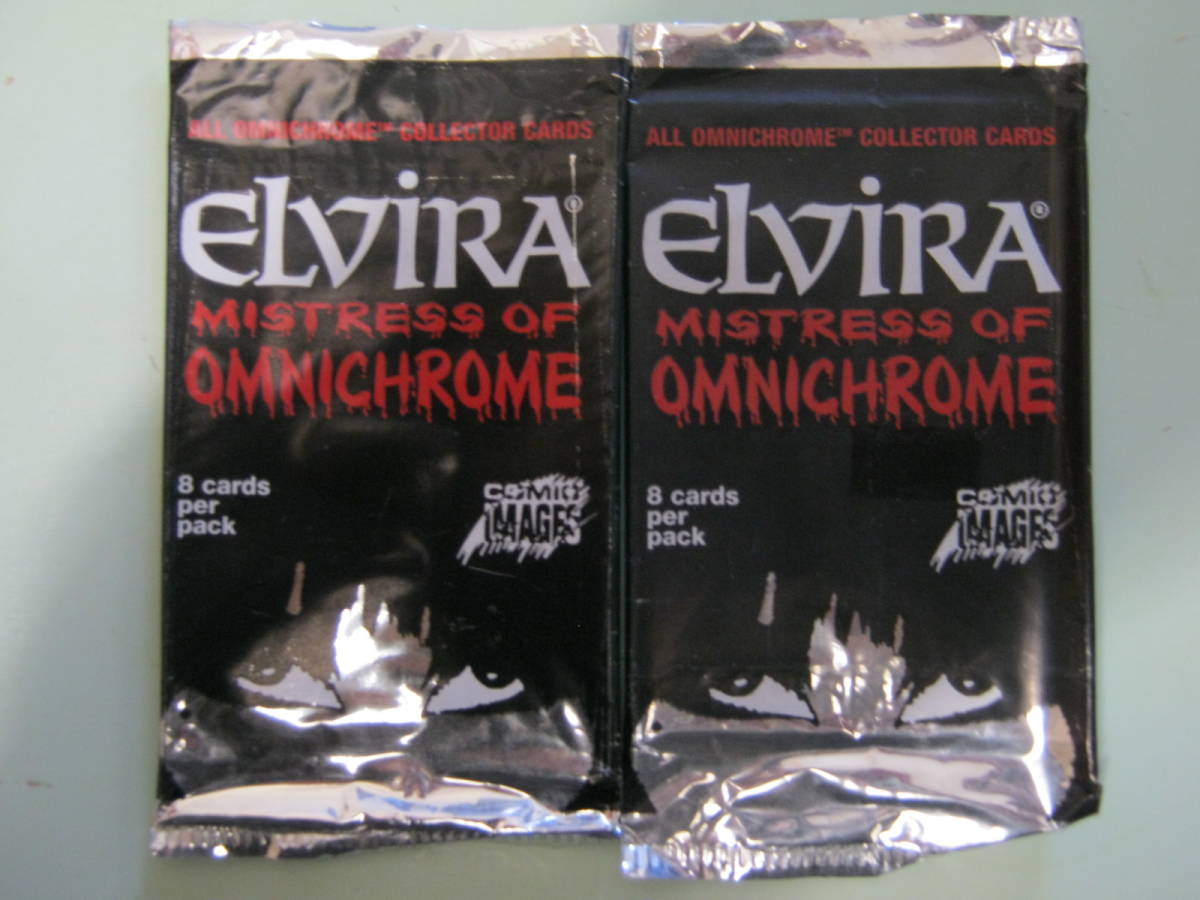 ALL OMNICHROME™ COLLECTOR CARDS
ELVIRA®
MISTRESS OF
OMNICHROME
8 cards
per
pack
COMIC
IMAGES
ALL OMNICHROME™ COLLECTOR CARDS
ELVIRA®
MISTRESS OF
OMNICHROME
8 cards
per
pack
COMIC
IMAGES